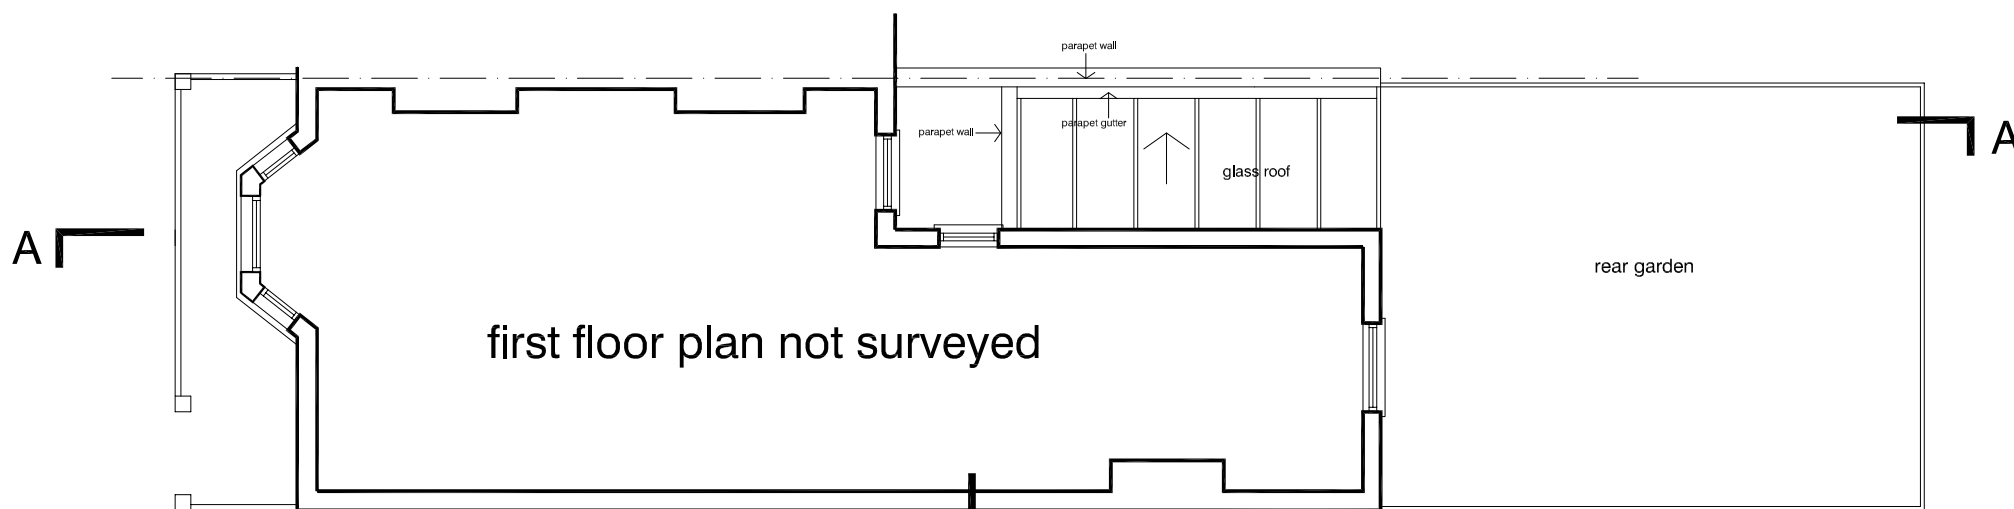 parapet wall
parapet gutter
parapet wall
glass roof
A
A
rear garden
first floor plan not surveyed